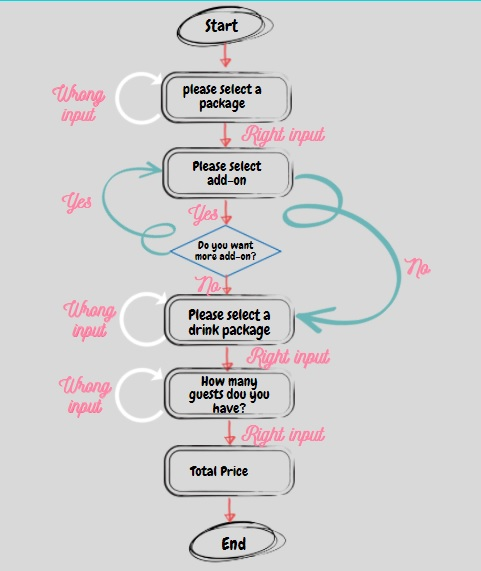 Start
please select a
package
Wrong
input
Right input
Please select
add-on
Yes
Yes
Do you want
more add-on?
No
No
Wrong
input
Please select a
drink package
Right input
Wrong
input
How many
guests dou you
have?
Right input
Total Price
End